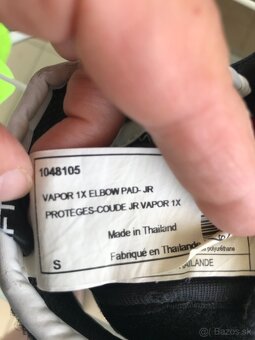 1048105
VAPOR 1X ELBOW PAD- JR
PROTÈGES-COUDE JR VAPOR 1X
Made in Thailand
S
Fabriqué en Thaïlande
bazos.sk